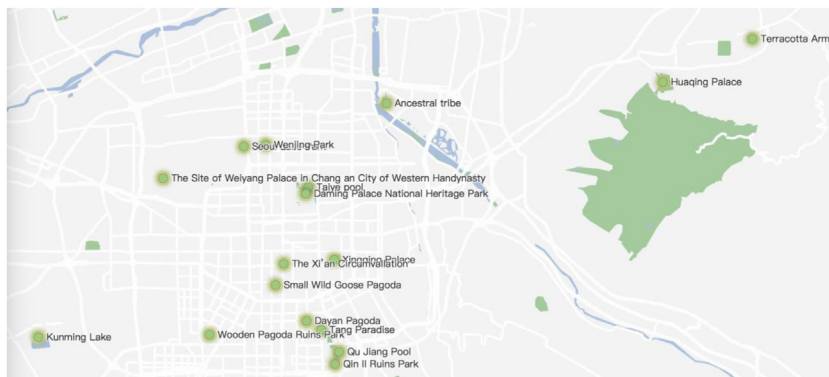 Terracotta Arm
Huaqing Palace
Ancestral tribe
Wenjing Park
The Site of Weiyang Palace in Chang an City of Western Handynasty
Taiye pool
Daming Palace National Heritage Park
Xingqing Palace
The Xi'an Circumvallation
Small Wild Goose Pagoda
Dayan Pagoda
Tang Paradise
Wooden Pagoda Ruins Park
Kunming Lake
Qu Jiang Pool
Qin II Ruins Park